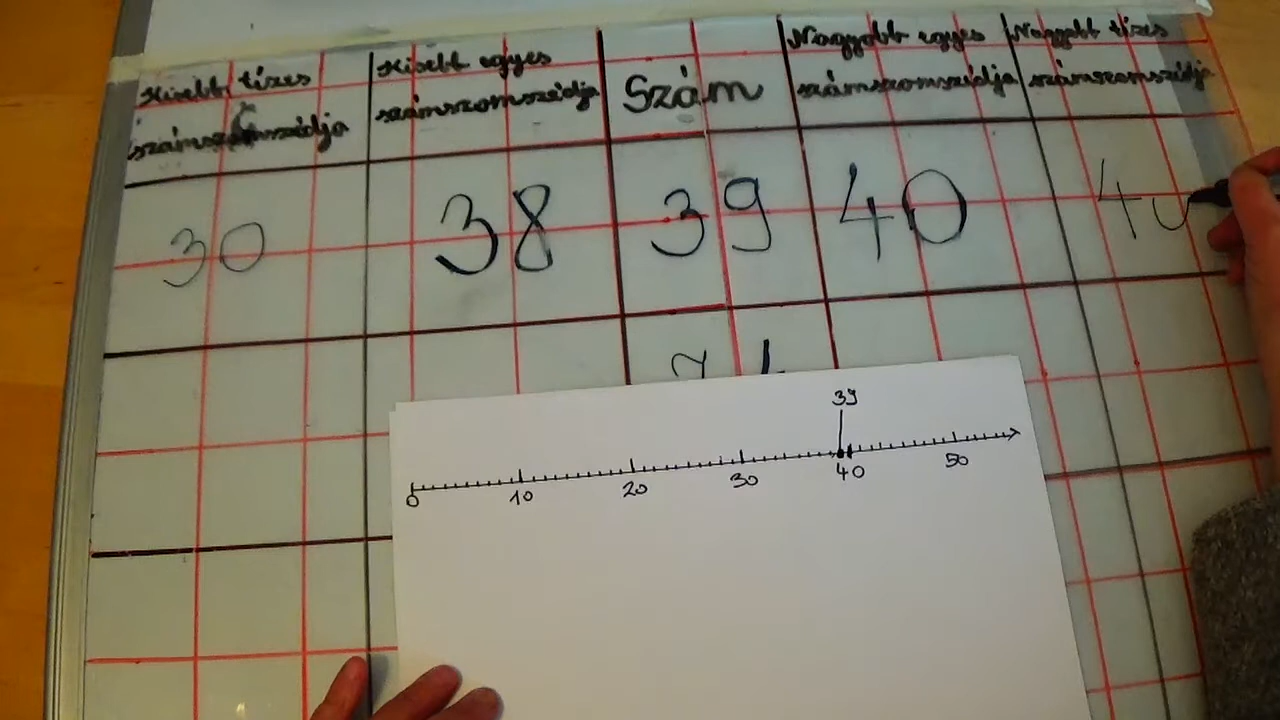 Kisebb tízes
számszomszédja
Kisebb egyes
számszomszédja
Szám
Nagyobb egyes
számszomszédja
Nagyobb tízes
számszomszédja
30 38 39 40 40
39
0 10 20 30 40 50